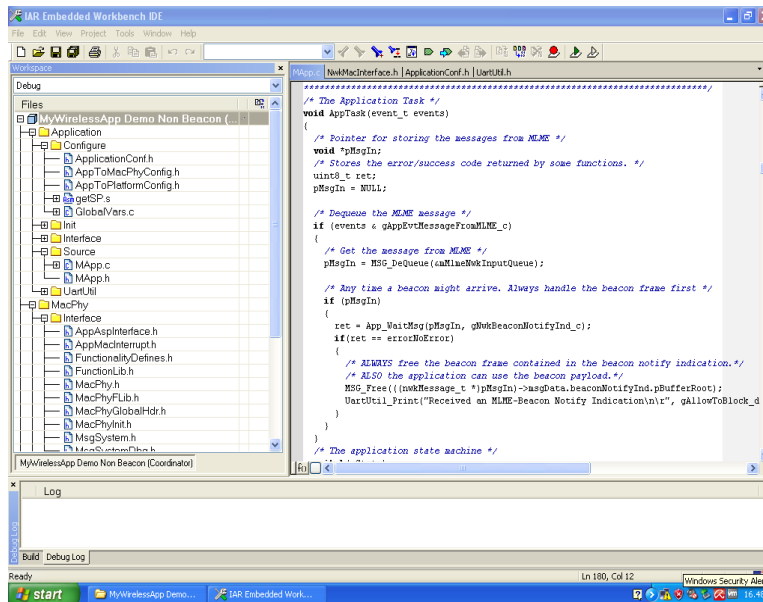 IAR Embedded Workbench IDE
File Edit View Project Tools Window Help
Workspace
Debug
Files
MyWirelessApp Demo Non Beacon (...
Application
Configure
ApplicationConf.h
AppToMacPhyConfig.h
AppToPlatformConfig.h
getSP.s
GlobalVars.c
Init
Interface
Source
MApp.c
MApp.h
UartUtil
MacPhy
Interface
AppAspInterface.h
AppMacInterrupt.h
FunctionalityDefines.h
FunctionLib.h
MacPhy.h
MacPhyFLib.h
MacPhyGlobalHdr.h
MacPhyInit.h
MsgSystem.h
MsgSystemDbg.h
MyWirelessApp Demo Non Beacon (Coordinator)
MApp.c NwkMacInterface.h | ApplicationConf.h | UartUtil.h
/* The Application Task */
void AppTask(event_t events)
{
/* Pointer for storing the messages from MLME */
void *pMsgIn;
/* Stores the error/success code returned by some functions. */
uint8_t ret;
pMsgIn = NULL;
/* Dequeue the MLME message */
if (events & gAppEvtMessageFromMLME_c)
{
/* Get the message from MLME */
pMsgIn = MSG_DeQueue(&mMlmeNwkInputQueue);
/* Any time a beacon might arrive. Always handle the beacon frame first */
if (pMsgIn)
{
ret = App_WaitMsg(pMsgIn, gNwkBeaconNotifyInd_c);
if(ret == errorNoError)
{
/* ALWAYS free the beacon frame contained in the beacon notify indication.*/
/* ALSO the application can use the beacon payload.*/
MSG_Free(((nwkMessage_t *)pMsgIn)->msgData.beaconNotifyInd.pBufferRoot);
UartUtil_Print("Received an MLME-Beacon Notify Indication\n\r", gAllowToBlock_d
}
}
}
/* The application state machine */
f()
Log
Debug Log
Build Debug Log
Ready
Ln 180, Col 12
Windows Security Ale
start
MyWirelessApp Demo...
IAR Embedded Work...
16.48